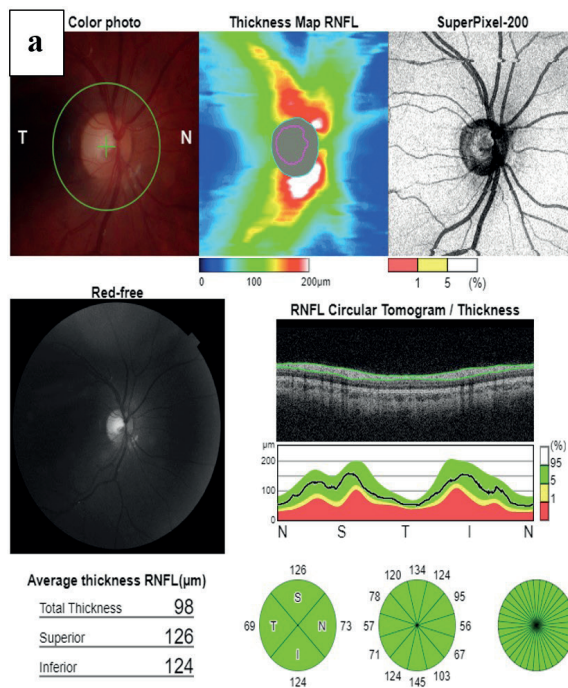 a
Color photo
Thickness Map RNFL
SuperPixel-200
T
N
0
100
200μm
1
5
(%)
Red-free
RNFL Circular Tomogram / Thickness
μm
200
100
0
N
S
T
I
N
(%)
95
5
1
Average thickness RNFL(μm)
Total Thickness 98
Superior 126
Inferior 124
126
S
69 T N 73
I
124
134
120 124
78 95
57 56
71 67
124 103
145